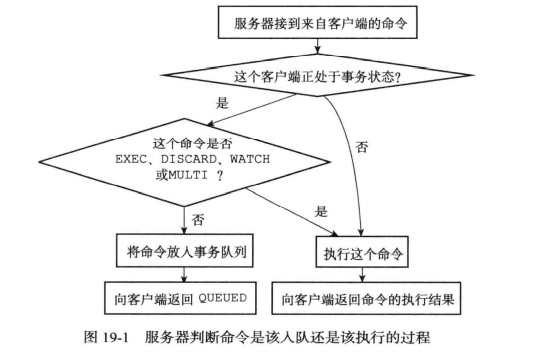 服务器接到来自客户端的命令
这个客户端正处于事务状态?
是
这个命令是否
EXEC、DISCARD、WATCH
或MULTI ?
否
否
是
将命令放入事务队列
执行这个命令
向客户端返回 QUEUED
向客户端返回命令的执行结果
图 19-1 服务器判断命令是该入队还是该执行的过程